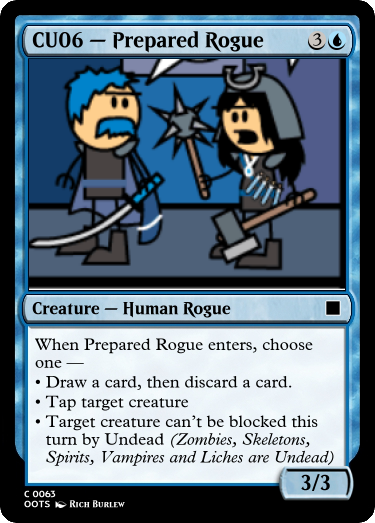 CU06 — Prepared Rogue 3
Creature — Human Rogue
When Prepared Rogue enters, choose
one —
• Draw a card, then discard a card.
• Tap target creature
• Target creature can't be blocked this
turn by Undead (Zombies, Skeletons,
Spirits, Vampires and Liches are Undead)
3/3
C 0063
OOTS Rich Burlew